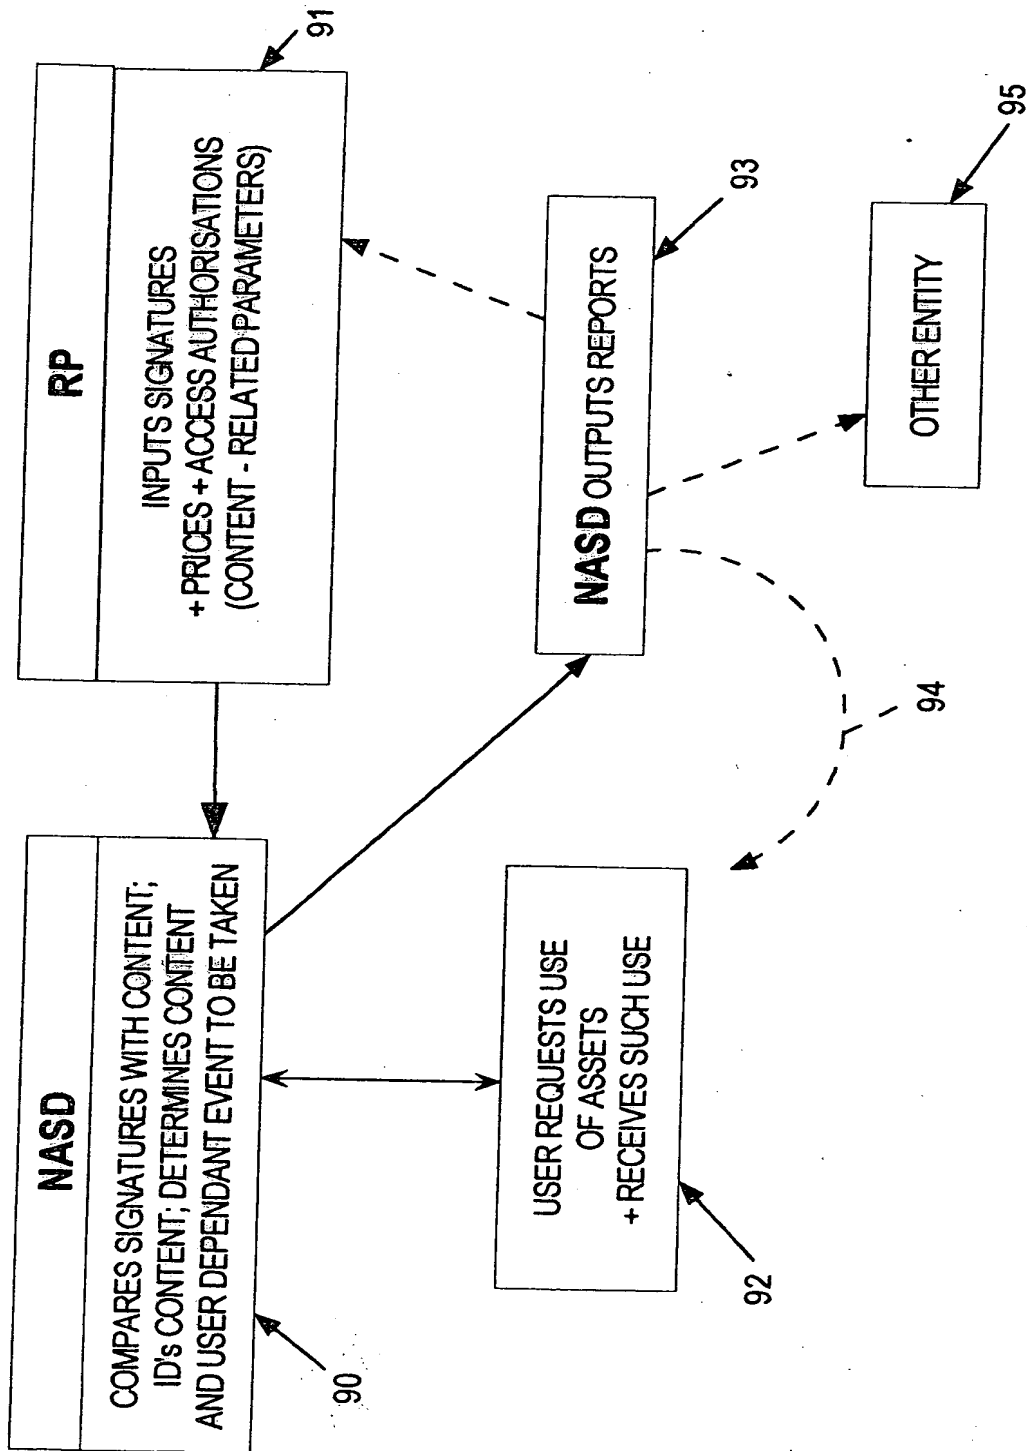 NASD
COMPARES SIGNATURES WITH CONTENT;
ID's CONTENT; DETERMINES CONTENT
AND USER DEPENDANT EVENT TO BE TAKEN
90
RP
INPUTS SIGNATURES
+ PRICES + ACCESS AUTHORISATIONS
(CONTENT - RELATED PARAMETERS)
91
USER REQUESTS USE
OF ASSETS
+ RECEIVES SUCH USE
92
NASD OUTPUTS REPORTS
93
94
OTHER ENTITY
95